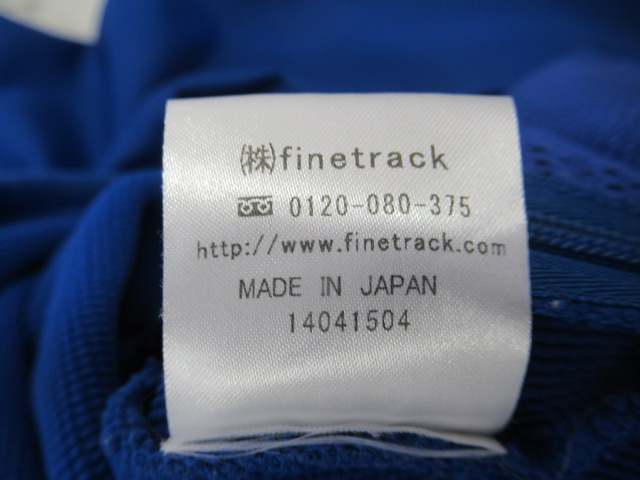 ㈱finetrack
0120-080-375
http://www.finetrack.com
MADE IN JAPAN
14041504